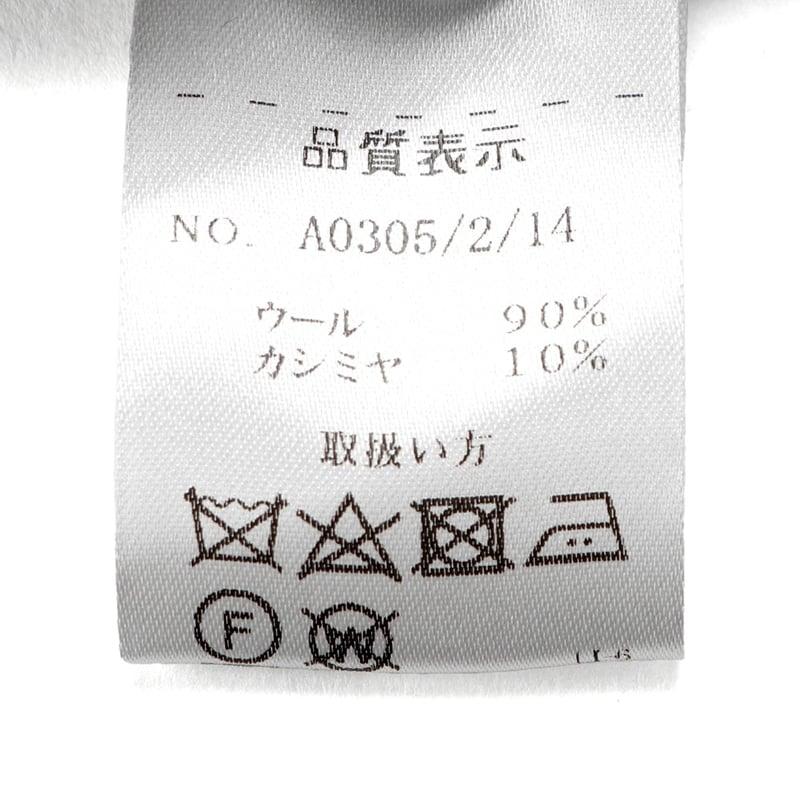 品質表示
NO. A0305/2/14
ウール 90%
カシミヤ 10%
取扱い方
F
W